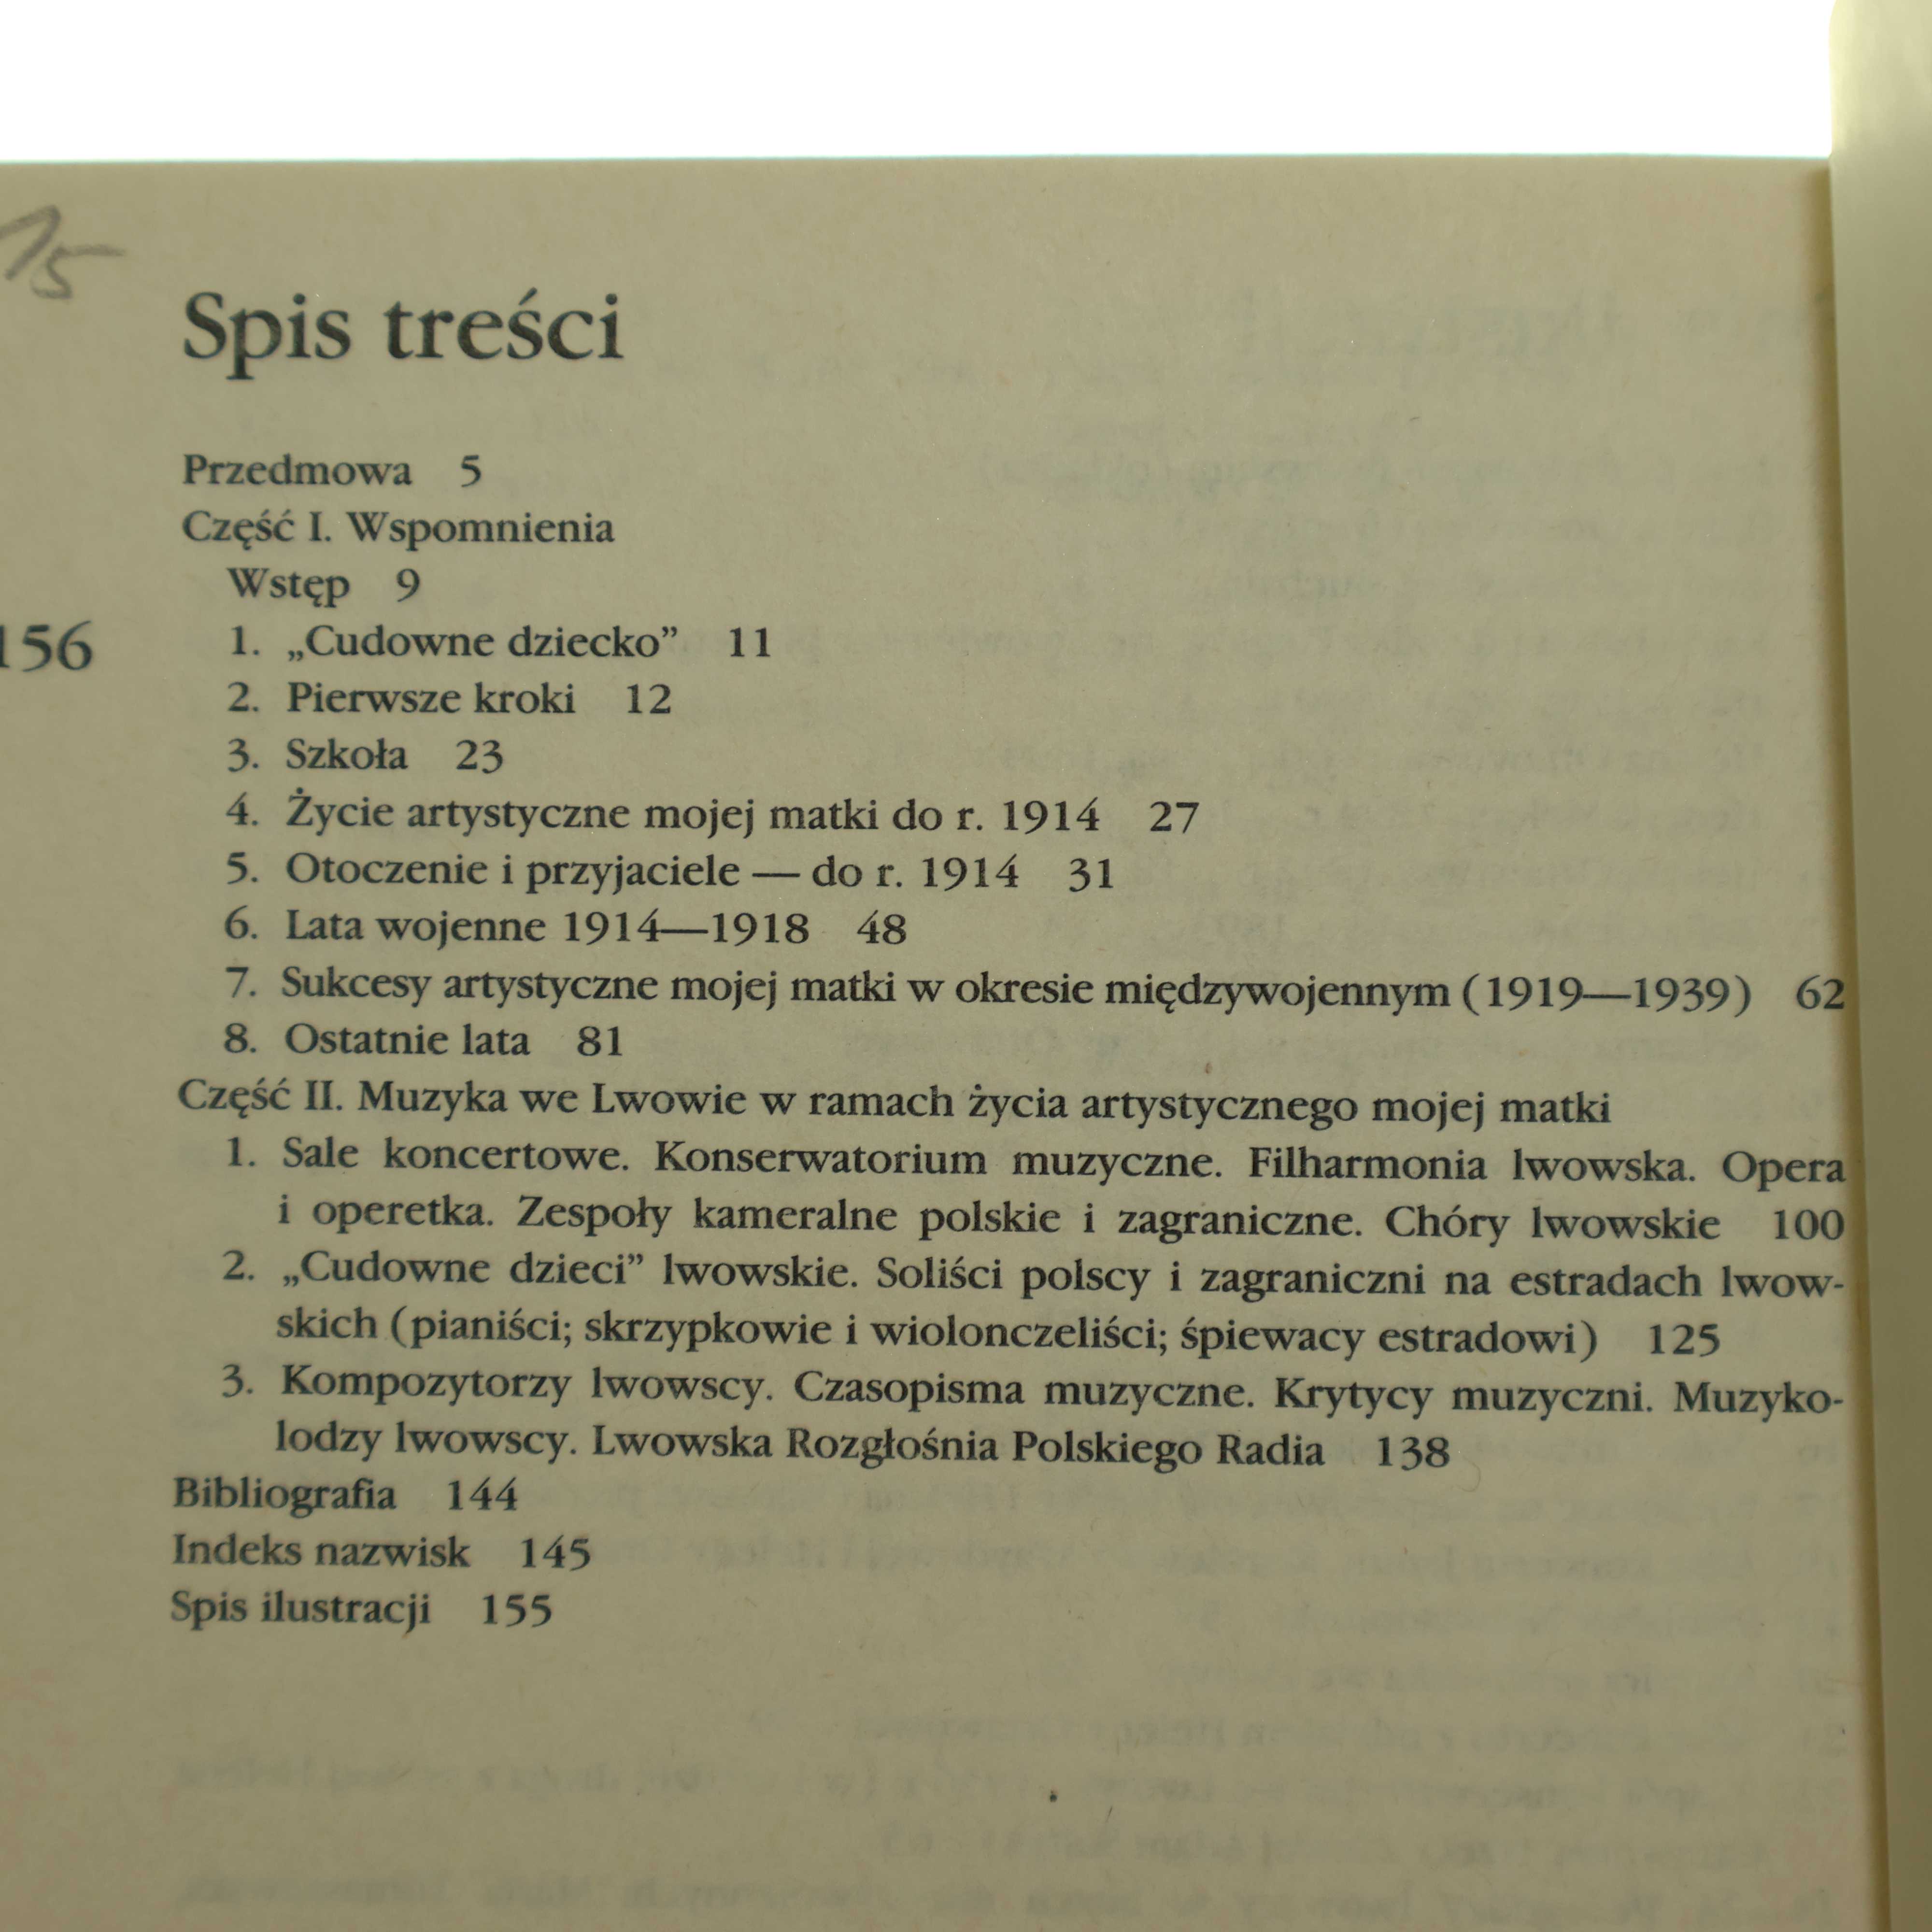 15
Spis treści
Przedmowa 5
Część I. Wspomnienia
Wstęp 9
156
1. „Cudowne dziecko” 11
2. Pierwsze kroki 12
3. Szkoła 23
4. Życie artystyczne mojej matki do r. 1914 27
5. Otoczenie i przyjaciele — do r. 1914 31
6. Lata wojenne 1914—1918 48
7. Sukcesy artystyczne mojej matki w okresie międzywojennym (1919—1939) 62
8. Ostatnie lata 81
Część II. Muzyka we Lwowie w ramach życia artystycznego mojej matki
1. Sale koncertowe. Konserwatorium muzyczne. Filharmonia lwowska. Opera
i operetka. Zespoły kameralne polskie i zagraniczne. Chóry lwowskie 100
2. „Cudowne dzieci” lwowskie. Soliści polscy i zagraniczni na estradach lwow-
skich (pianiści; skrzypkowie i wiolonczeliści; śpiewacy estradowi) 125
3. Kompozytorzy lwowscy. Czasopisma muzyczne. Krytycy muzyczni. Muzyko-
lodzy lwowscy. Lwowska Rozgłośnia Polskiego Radia 138
Bibliografia 144
Indeks nazwisk 145
Spis ilustracji 155